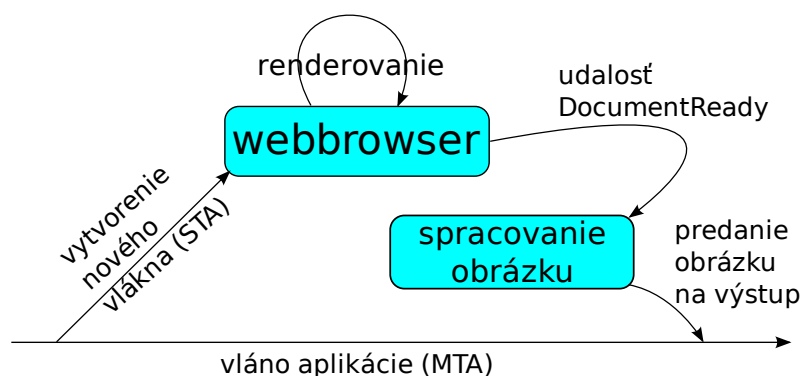 renderovanie
udalosť
DocumentReady
webbrowser
vytvorenie
nového
vlákna (STA)
spracovanie
obrázku
predanie
obrázku
na výstup
vláno aplikácie (MTA)